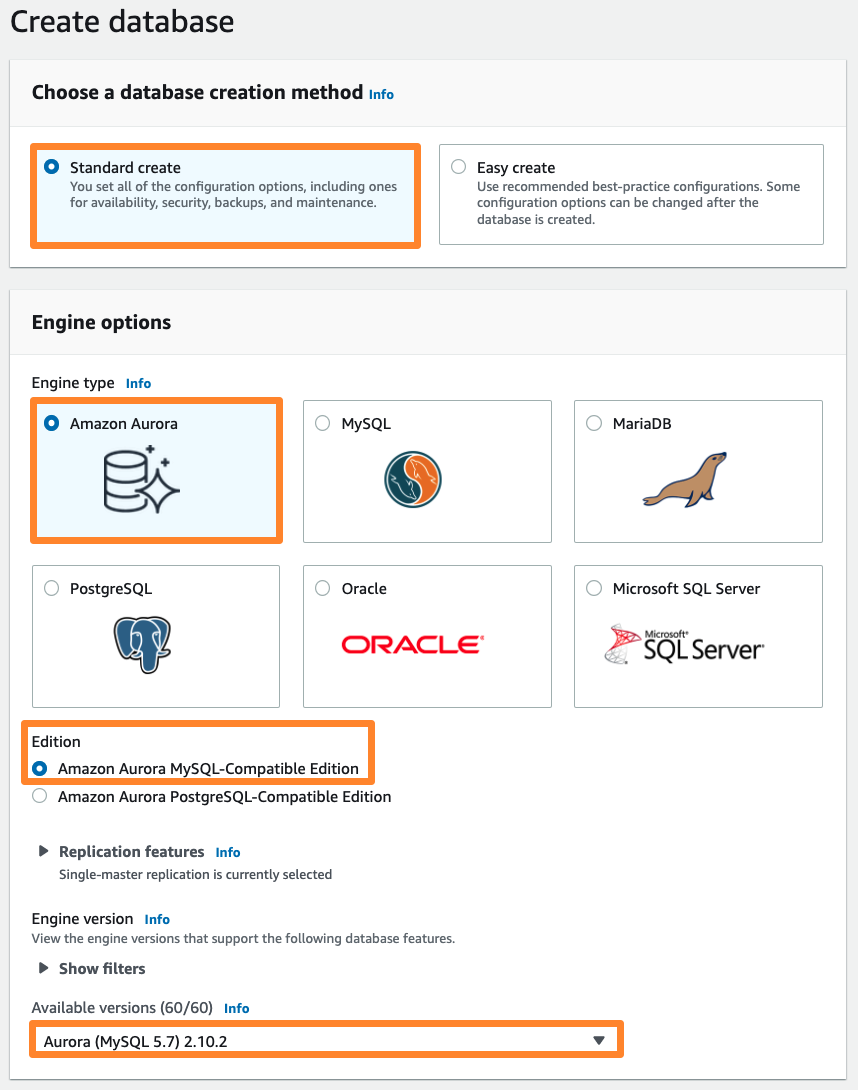 Create database
Choose a database creation method Info
Standard create
You set all of the configuration options, including ones
for availability, security, backups, and maintenance.
Easy create
Use recommended best-practice configurations. Some
configuration options can be changed after the
database is created.
Engine options
Engine type Info
Amazon Aurora
MySQL
MariaDB
PostgreSQL
Oracle
ORACLE®
Microsoft SQL Server
Microsoft®
SQL Server®
Edition
Amazon Aurora MySQL-Compatible Edition
Amazon Aurora PostgreSQL-Compatible Edition
Replication features Info
Single-master replication is currently selected
Engine version Info
View the engine versions that support the following database features.
Show filters
Available versions (60/60) Info
Aurora (MySQL 5.7) 2.10.2